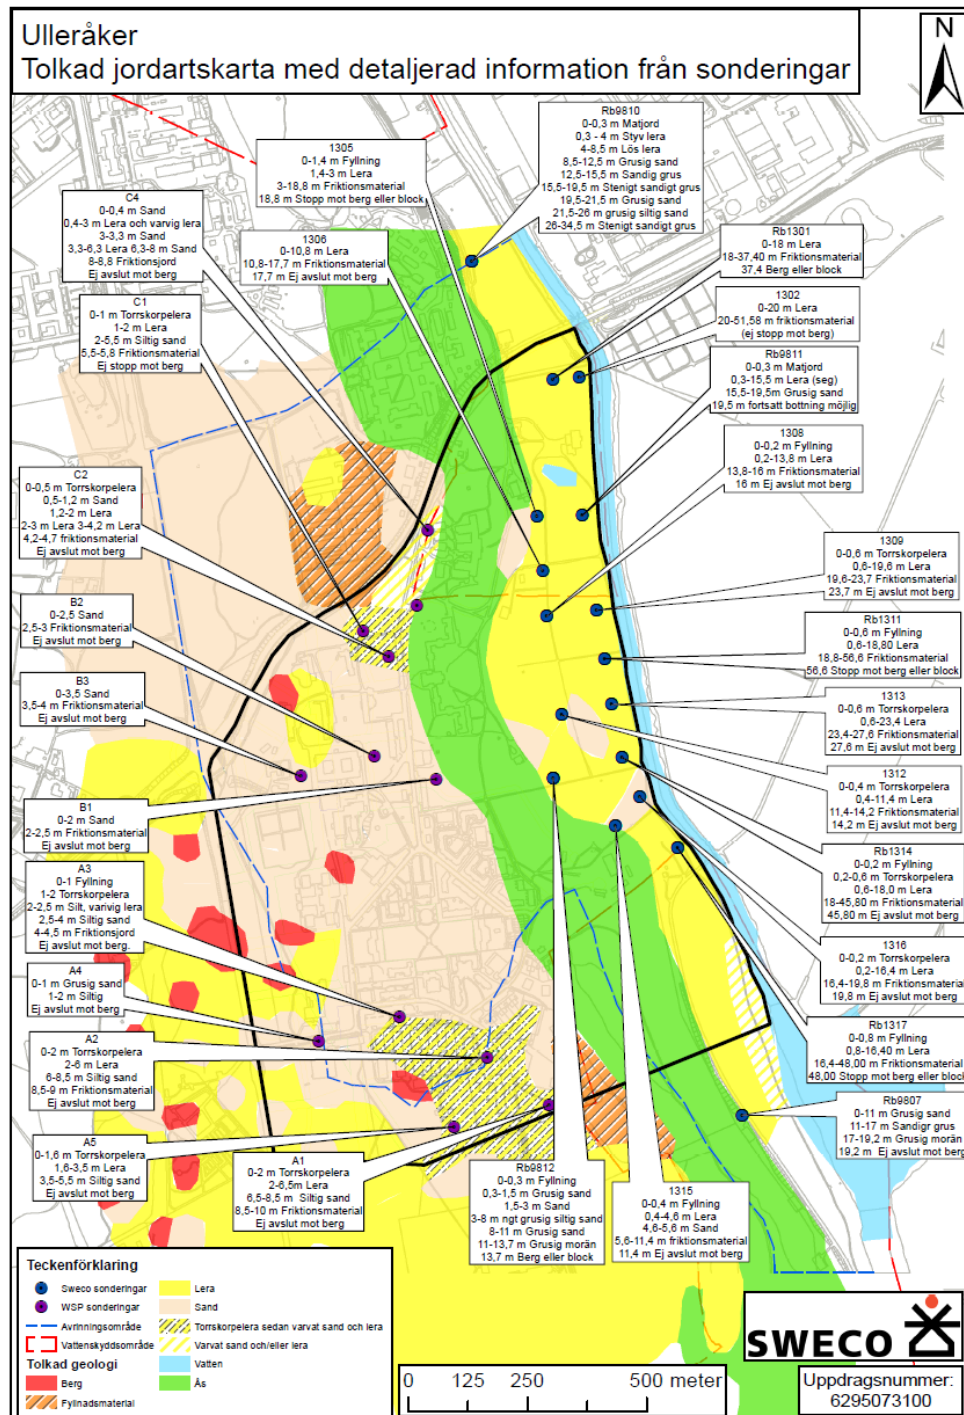 Ulleråker
Tolkad jordartskarta med detaljerad information från sonderingar
N
Rb9810
0-0,3 m Matjord
0,3 - 4 m Styv lera
4-8,5 m Lös lera
8,5-12,5 m Grusig sand
12,5-15,5 m Sandig grus
15,5-19,5 m Stenigt sandigt grus
19,5-21,5 m Grusig sand
21,5-26 m grusig siltig sand
26-34,5 m Stenigt sandigt grus
1305
0-1,4 m Fyllning
1,4-3 m Lera
3-18,8 m Friktionsmaterial
18,8 m Stopp mot berg eller block
C4
0-0,4 m Sand
0,4-3 m Lera och varvig lera
3-3,3 m Sand
3,3-6,3 Lera 6,3-8 m Sand
8-8,8 Friktionsjord
Ej avslut mot berg
1306
0-10,8 m Lera
10,8-17,7 m Friktionsmaterial
17,7 m Ej avslut mot berg
Rb1301
0-18 m Lera
18-37,40 m Friktionsmaterial
37,4 Berg eller block
C1
0-1 m Torrskorpelera
1-2 m Lera
2-5,5 m Siltig sand
5,5-5,8 Friktionsmaterial
Ej stopp mot berg
1302
0-20 m Lera
20-51,58 m friktionsmaterial
(ej stopp mot berg)
Rb9811
0-0,3 m Matjord
0,3-15,5 m Lera (seg)
15,5-19,5m Grusig sand
19,5 m fortsatt bottning möjlig
1308
0-0,2 m Fyllning
0,2-13,8 m Lera
13,8-16 m Friktionsmaterial
16 m Ej avslut mot berg
C2
0-0,5 m Torrskorpelera
0,5-1,2 m Sand
1,2-2 m Lera
2-3 m Lera 3-4,2 m Lera
4,2-4,7 friktionsmaterial
Ej avslut mot berg
1309
0-0,6 m Torrskorpelera
0,6-19,6 m Lera
19,6-23,7 Friktionsmaterial
23,7 m Ej avslut mot berg
B2
0-2,5 Sand
2,5-3 Friktionsmaterial
Ej avslut mot berg
Rb1311
0-0,6 m Fyllning
0,6-18,80 Lera
18,8-56,6 Friktionsmaterial
56,6 Stopp mot berg eller block
B3
0-3,5 Sand
3,5-4 m Friktionsmaterial
Ej avslut mot berg
1313
0-0,6 m Torrskorpelera
0,6-23,4 Lera
23,4-27,6 Friktionsmaterial
27,6 m Ej avslut mot berg
1312
0-0,4 m Torrskorpelera
0,4-11,4 m Lera
11,4-14,2 Friktionsmaterial
14,2 m Ej avslut mot berg
B1
0-2 m Sand
2-2,5 m Friktionsmaterial
Ej avslut mot berg
Rb1314
0-0,2 m Fyllning
0,2-0,6 m Torrskorpelera
0,6-18,0 m Lera
18-45,80 m Friktionsmaterial
45,80 m Ej avslut mot berg
A3
0-1 Fyllning
1-2 Torrskorpelera
2-2,5 m Silt, varivig lera
2,5-4 m Siltig sand
4-4,5 m Friktionsjord
Ej avslut mot berg.
1316
0-0,2 m Torrskorpelera
0,2-16,4 m Lera
16,4-19,8 m Friktionsmaterial
19,8 m Ej avslut mot berg
A4
0-1 m Grusig sand
1-2 m Siltig
Ej avslut mot berg
Rb1317
0-0,8 m Fyllning
0,8-16,40 m Lera
16,4-48,00 m Friktionsmaterial
48,00 Stopp mot berg eller block
A2
0-2 m Torrskorpelera
2-6 m Lera
6-8,5 m Siltig sand
8,5-9 m Friktionsmaterial
Ej avslut mot berg
Rb9807
0-11 m Grusig sand
11-17 m Sandigr grus
17-19,2 m Grusig morän
19,2 m Ej avslut mot berg
A5
0-1,6 m Torrskorpelera
1,6-3,5 m Lera
3,5-5,5 m Siltig sand
Ej avslut mot berg
A1
0-2 m Torrskorpelera
2-6,5m Lera
6,5-8,5 m Siltig sand
8,5-10 m Friktionsmaterial
Ej avslut mot berg
Rb9812
0-0,3 m Fyllning
0,3-1,5 m Grusig sand
1,5-3 m Sand
3-8 m ngt grusig siltig sand
8-11 m Grusig sand
11-13,7 m Grusig morän
13,7 m Berg eller block
1315
0-0,4 m Fyllning
0,4-4,6 m Lera
4,6-5,6 m Sand
5,6-11,4 m friktionsmaterial
11,4 m Ej avslut mot berg
Teckenförklaring
Sweco sonderingar
WSP sonderingar
Avrinningsområde
Vattenskyddsområde
Tolkad geologi
Berg
Fyllnadsmaterial
Lera
Sand
Torrskorpelera sedan varvat sand och lera
Varvat sand och/eller lera
Vatten
Ås
0 125 250 500 meter
SWECO
Uppdragsnummer:
6295073100